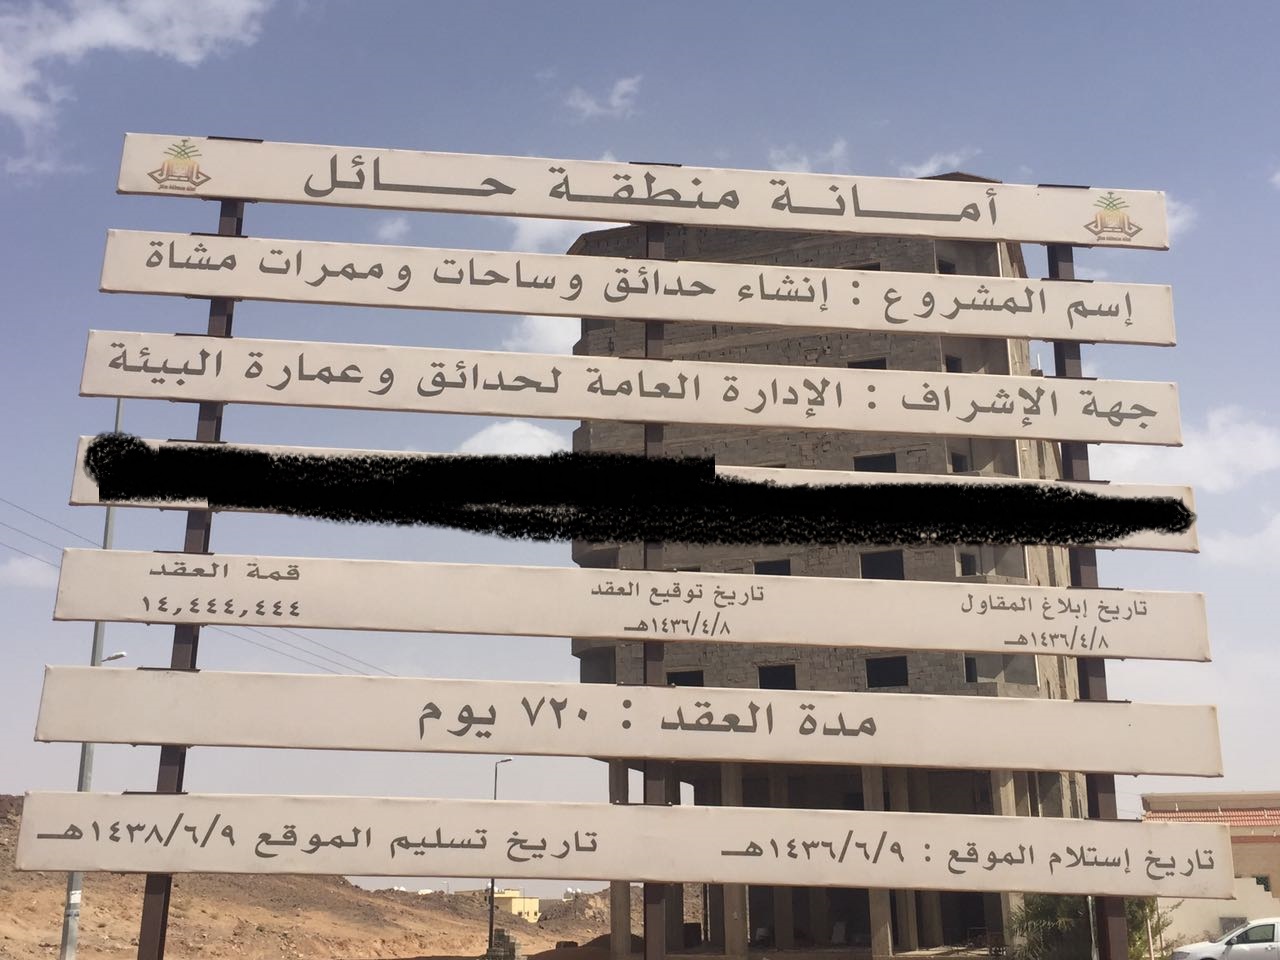 أمانة منطقة حائل
إسم المشروع : إنشاء حدائق وساحات وممرات مشاة
جهة الإشراف : الإدارة العامة لحدائق وعمارة البيئة
تاريخ إبلاغ المقاول تاريخ توقيع العقد قمة العقد
١٤٣٦/٤/٨هـ ١٤٣٦/٤/٨هـ ١٤,٤٤٤,٤٤٤
مدة العقد : ٧٢٠ يوم
تاريخ إستلام الموقع : ١٤٣٦/٦/٩هـ تاريخ تسليم الموقع ١٤٣٨/٦/٩هـ